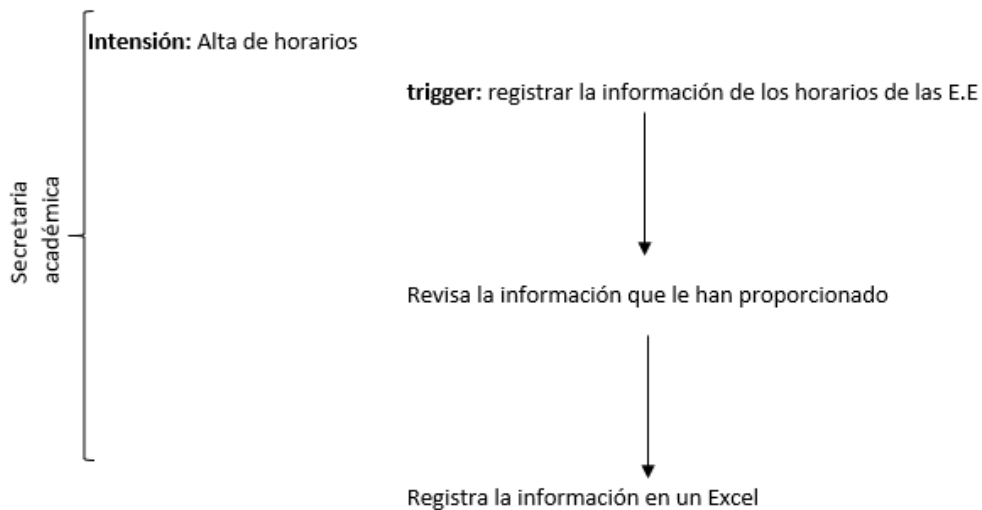 Intensión: Alta de horarios
trigger: registrar la información de los horarios de las E.E
Secretaria
académica
Revisa la información que le han proporcionado
Registra la información en un Excel